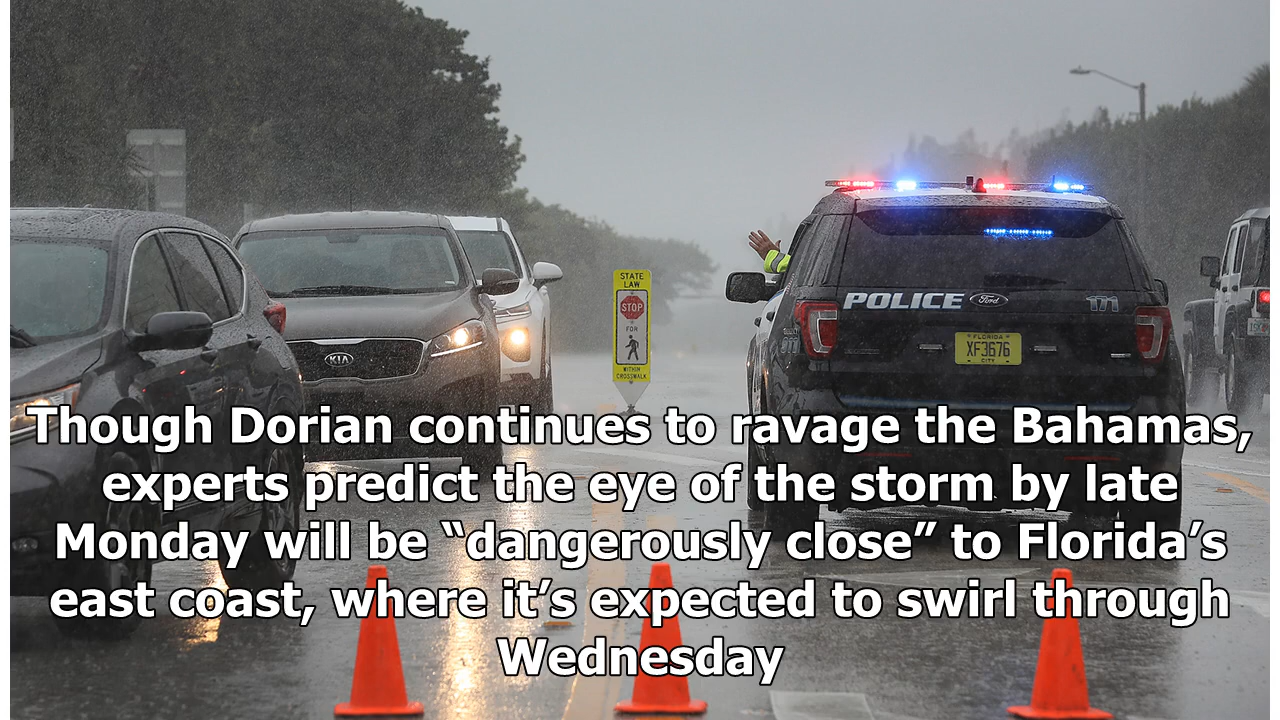 STATE
LAW
STOP
FOR
WITHIN
CROSSWALK
POLICE
Ford
171
FLORIDA
XF3676
CITY
KIA
Though Dorian continues to ravage the Bahamas,
experts predict the eye of the storm by late
Monday will be “dangerously close” to Florida’s
east coast, where it’s expected to swirl through
Wednesday